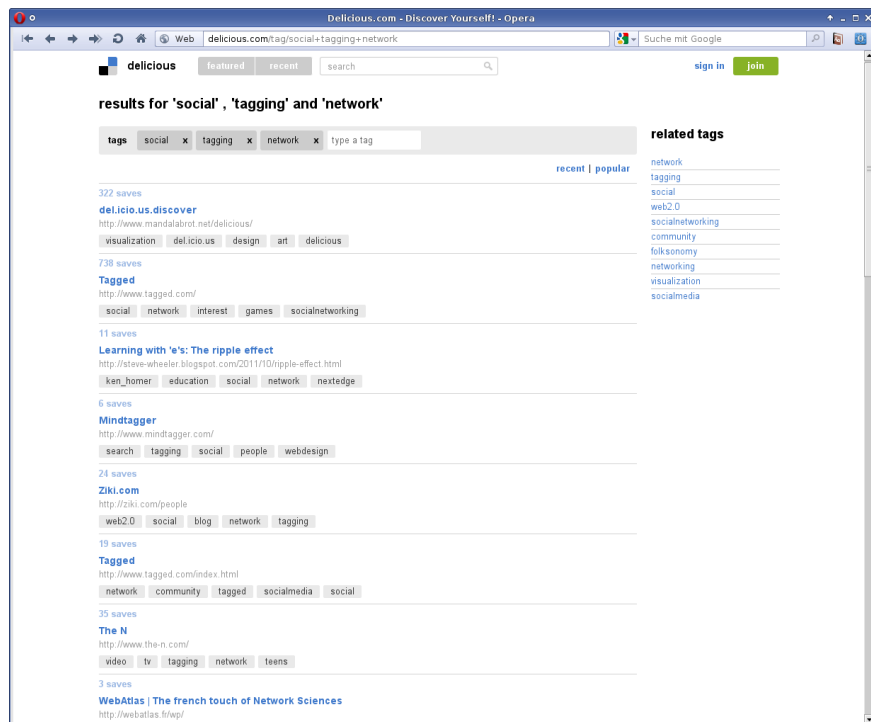 Delicious.com - Discover Yourself! - Opera
Web delicious.com/tag/social+tagging+network Suche mit Google
delicious featured recent search sign in join
results for 'social' , 'tagging' and 'network'
tags social x tagging x network x type a tag
recent | popular
322 saves
del.icio.us.discover
http://www.mandalabrot.net/delicious/
visualization del.icio.us design art delicious
738 saves
Tagged
http://www.tagged.com/
social network interest games socialnetworking
11 saves
Learning with 'e's: The ripple effect
http://steve-wheeler.blogspot.com/2011/10/ripple-effect.html
ken_homer education social network nextedge
6 saves
Mindtagger
http://www.mindtagger.com/
search tagging social people webdesign
24 saves
Ziki.com
http://ziki.com/people
web2.0 social blog network tagging
19 saves
Tagged
http://www.tagged.com/index.html
network community tagged socialmedia social
35 saves
The N
http://www.the-n.com/
video tv tagging network teens
3 saves
WebAtlas | The french touch of Network Sciences
http://webatlas.fr/wp/
related tags
network
tagging
social
web2.0
socialnetworking
community
folksonomy
networking
visualization
socialmedia